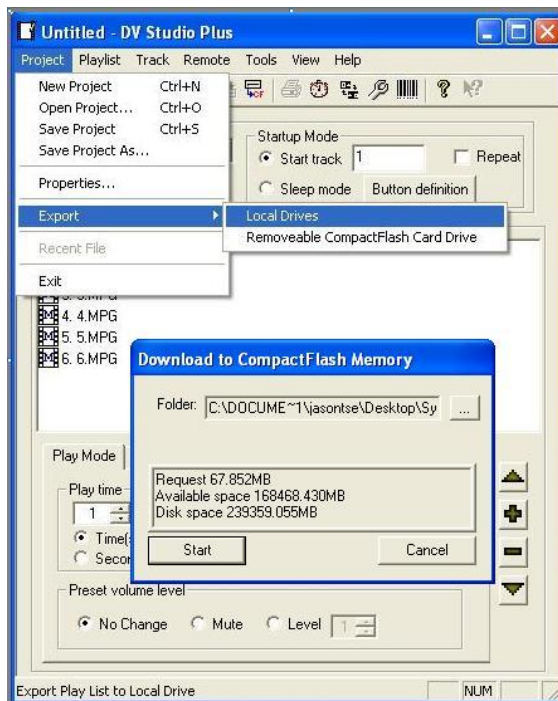 Untitled - DV Studio Plus
Project Playlist Track Remote Tools View Help
New Project Ctrl+N
Open Project... Ctrl+O
Save Project Ctrl+S
Save Project As...
Properties...
Export
Recent File
Exit
Local Drives
Removeable CompactFlash Card Drive
Startup Mode
Start track 1 Repeat
Sleep mode Button definition
4. 4.MPG
5. 5.MPG
6. 6.MPG
Download to CompactFlash Memory
Folder: C:\DOCUME~1\jasontse\Desktop\Sy ...
Request 67.852MB
Available space 168468.430MB
Disk space 239359.055MB
Start Cancel
Play Mode
Play time
1
Preset volume level
No Change Mute Level 1
Export Play List to Local Drive NUM